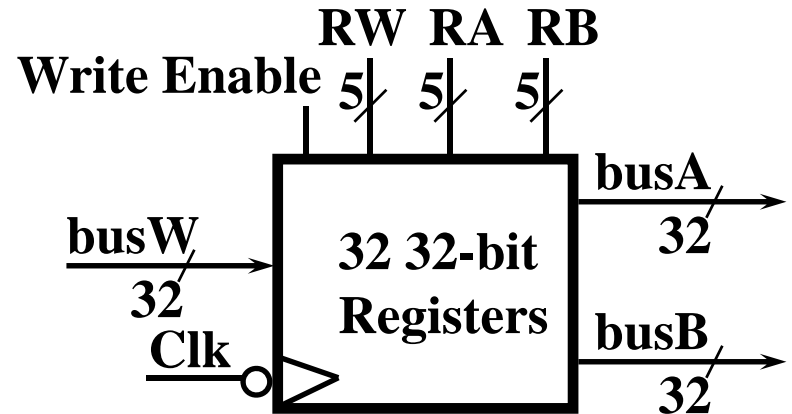 RW RA RB
Write Enable
5 5 5
busA
32
busW
32
32 32-bit
Registers
Clk
busB
32